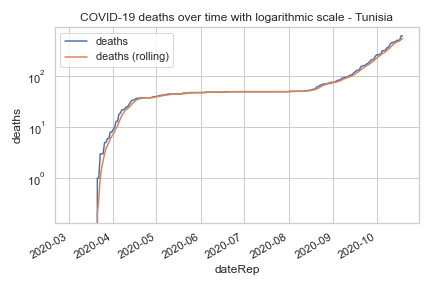 COVID-19 deaths over time with logarithmic scale - Tunisia
deaths
deaths (rolling)
10²
10¹
10⁰
deaths
2020-03
2020-04
2020-05
2020-06
2020-07
2020-08
2020-09
2020-10
dateRep